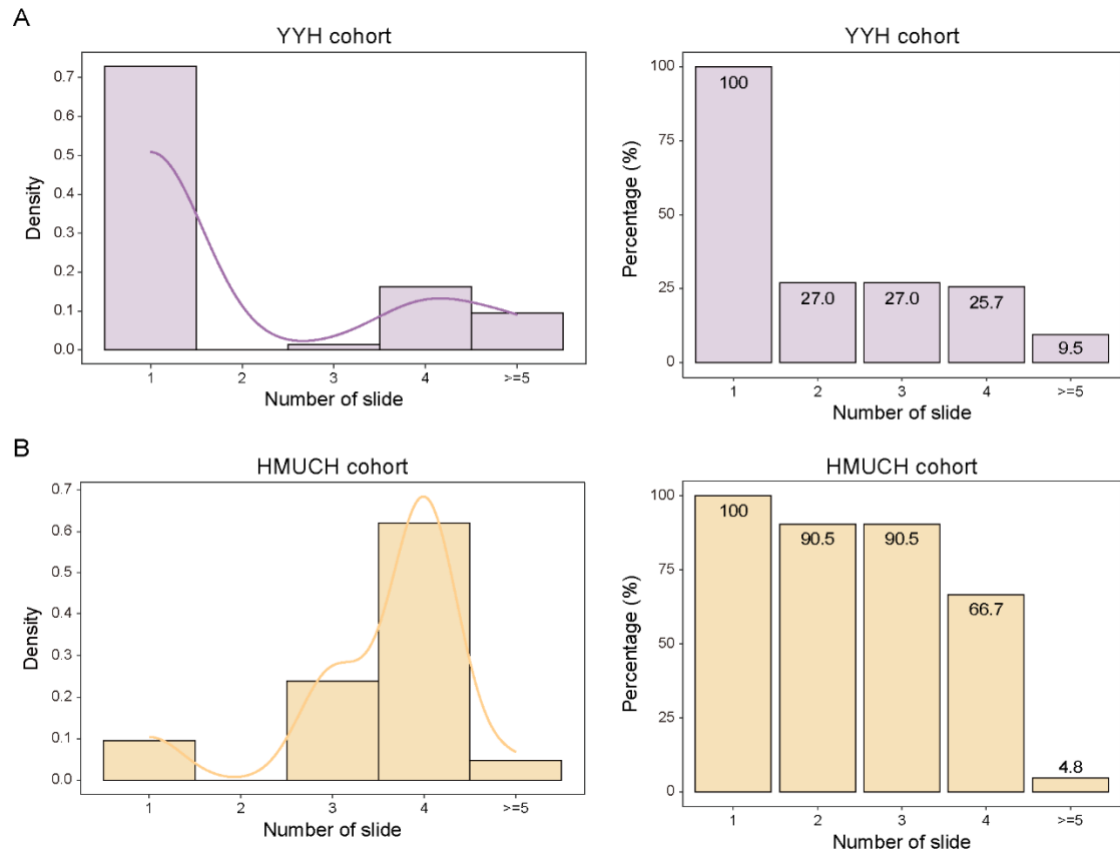 A
YYH cohort
Density
0.7
0.6
0.5
0.4
0.3
0.2
0.1
0.0
1 2 3 4 >=5
Number of slide
YYH cohort
Percentage (%)
100
75
50
25
0
100
27.0
27.0
25.7
9.5
1 2 3 4 >=5
Number of slide
B
HMUCH cohort
Density
0.7
0.6
0.5
0.4
0.3
0.2
0.1
0.0
1 2 3 4 >=5
Number of slide
HMUCH cohort
Percentage (%)
100
75
50
25
0
100
90.5
90.5
66.7
4.8
1 2 3 4 >=5
Number of slide